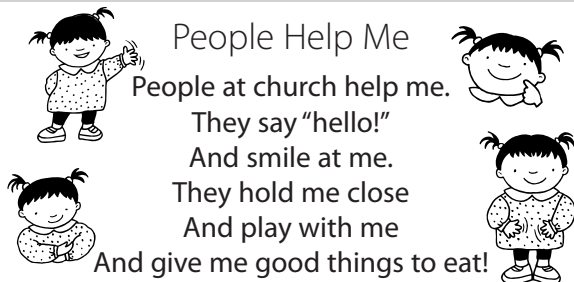 People Help Me
People at church help me.
They say “hello!”
And smile at me.
They hold me close
And play with me
And give me good things to eat!